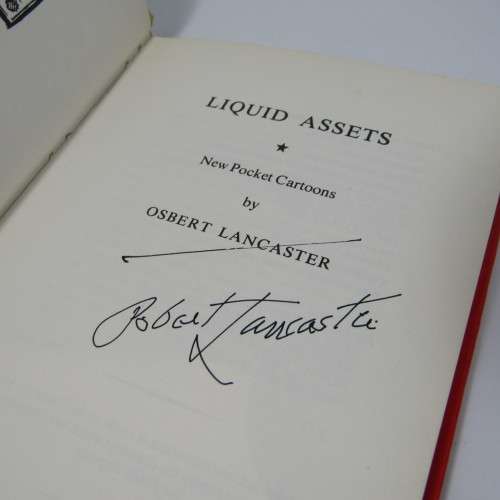 LIQUID ASSETS
New Pocket Cartoons
by
OSBERT LANCASTER
Osbert Lancaster